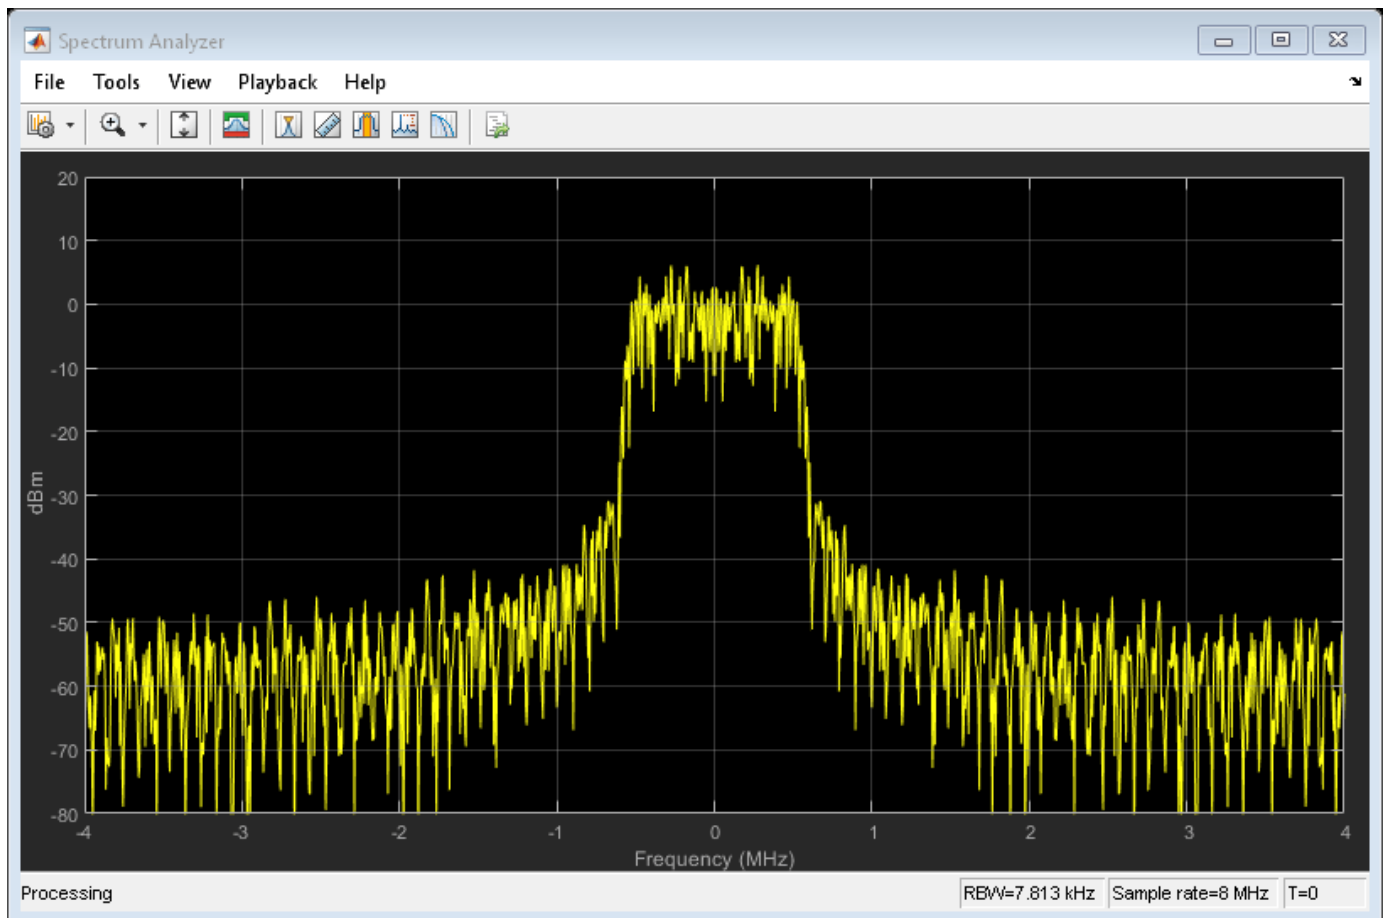 Spectrum Analyzer
File Tools View Playback Help
20
10
0
-10
-20
-30
-40
-50
-60
-70
-80
dBm
-4 -3 -2 -1 0 1 2 3 4
Frequency (MHz)
Processing RBW=7.813 kHz Sample rate=8 MHz T=0